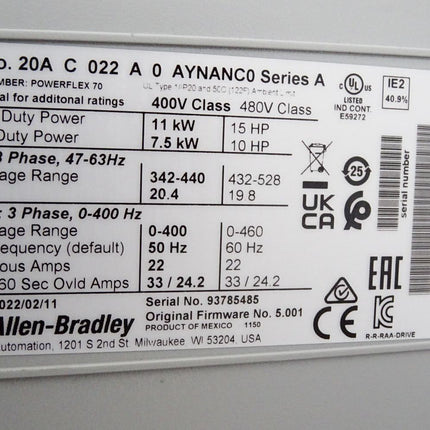 o. 20A C 022 A 0 AYNANC0 Series A
MBER: POWERFLEX 70
UL Type 1/IP20 and 50C (122F) Ambient Limit
al for additonal ratings
400V Class 480V Class
Duty Power 11 kW 15 HP
Duty Power 7.5 kW 10 HP
3 Phase, 47-63Hz
age Range 342-440 432-528
20.4 19.8
: 3 Phase, 0-400 Hz
age Range 0-400 0-460
equency (default) 50 Hz 60 Hz
ous Amps 22 22
60 Sec Ovld Amps 33 / 24.2 33 / 24.2
022/02/11
Serial No. 93785485
Original Firmware No. 5.001
PRODUCT OF MEXICO 1150
Allen-Bradley
Automation, 1201 S 2nd St. Milwaukee WI 53204 USA
c UL US
LISTED
IND CONT.
E59272
IE2
40.9%
25
UK
CA
serial number
EAC
CE
KC
R-R-RAA-DRIVE